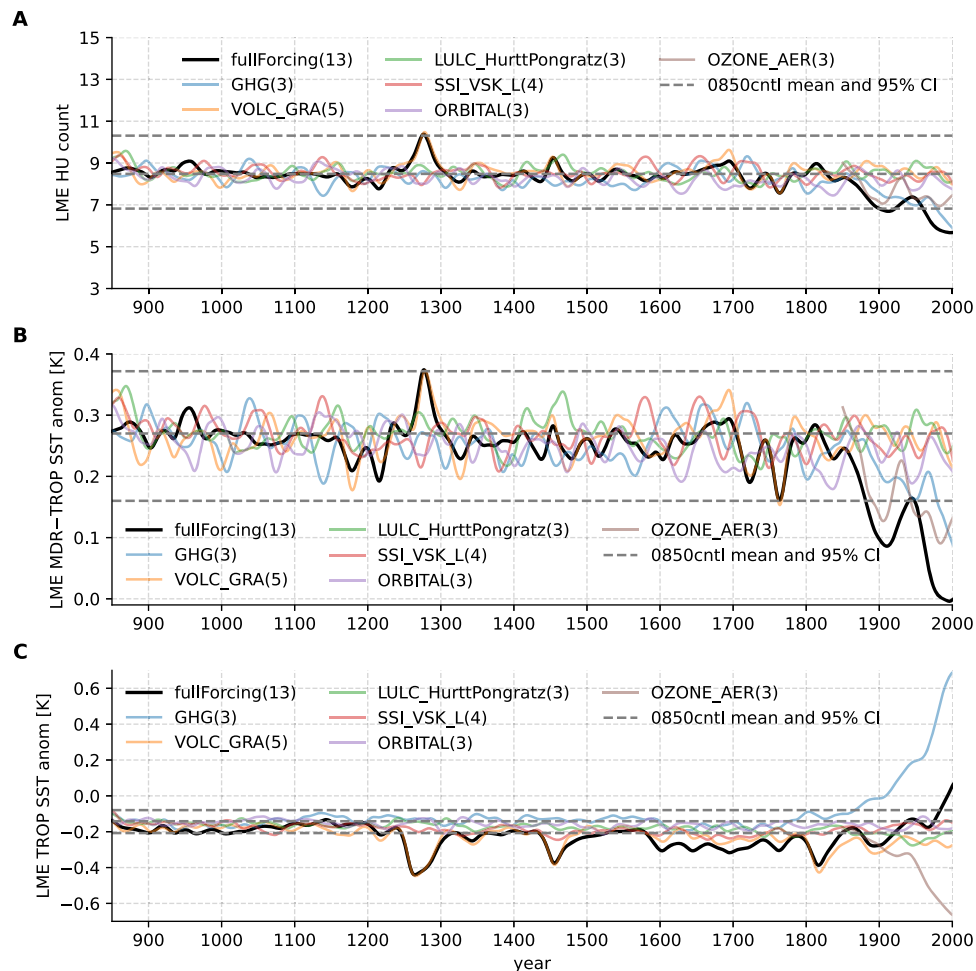 A
LME HU count
15
13
11
9
7
5
3
fullForcing(13)
GHG(3)
VOLC_GRA(5)
LULC_HurttPongratz(3)
SSI_VSK_L(4)
ORBITAL(3)
OZONE_AER(3)
0850cntl mean and 95% CI
900 1000 1100 1200 1300 1400 1500 1600 1700 1800 1900 2000
B
LME MDR−TROP SST anom [K]
0.4
0.3
0.2
0.1
0.0
fullForcing(13)
GHG(3)
VOLC_GRA(5)
LULC_HurttPongratz(3)
SSI_VSK_L(4)
ORBITAL(3)
OZONE_AER(3)
0850cntl mean and 95% CI
900 1000 1100 1200 1300 1400 1500 1600 1700 1800 1900 2000
C
LME TROP SST anom [K]
0.6
0.4
0.2
0.0
−0.2
−0.4
−0.6
fullForcing(13)
GHG(3)
VOLC_GRA(5)
LULC_HurttPongratz(3)
SSI_VSK_L(4)
ORBITAL(3)
OZONE_AER(3)
0850cntl mean and 95% CI
900 1000 1100 1200 1300 1400 1500 1600 1700 1800 1900 2000
year